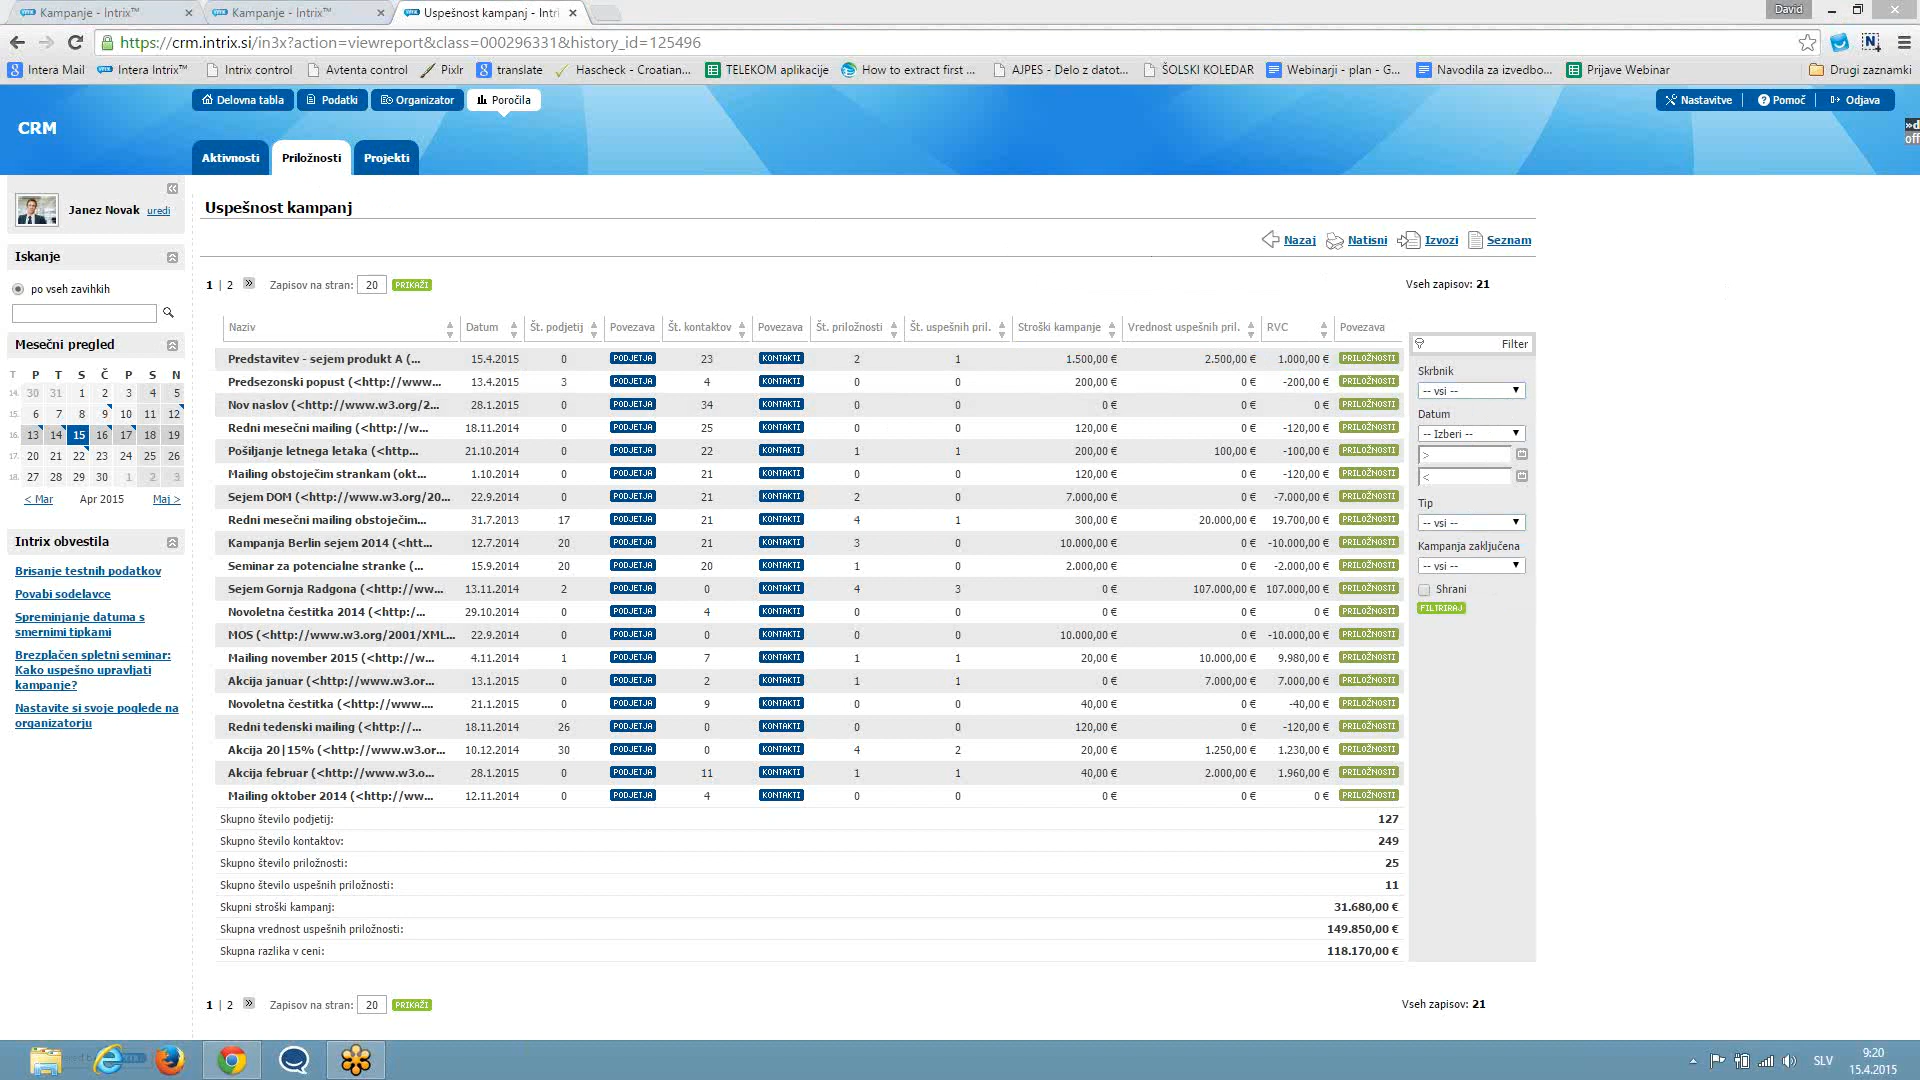 Kampanje - Intrix™
Kampanje - Intrix™
Uspešnost kampanj - Intri
David
https://crm.intrix.si/in3x?action=viewreport&class=000296331&history_id=125496
Intera Mail
Intera Intrix™
Intrix control
Avtenta control
Pixlr
translate
Hascheck - Croatian...
TELEKOM aplikacije
How to extract first ...
AJPES - Delo z datot...
ŠOLSKI KOLEDAR
Webinarji - plan - G...
Navodila za izvedbo...
Prijave Webinar
Drugi zaznamki
Delovna tabla
Podatki
Organizator
Poročila
Nastavitve
Pomoč
Odjava
CRM
»d
off
Aktivnosti
Priložnosti
Projekti
Janez Novak uredi
Iskanje
po vseh zavihkih
Mesečni pregled
T P T S Č P S N
14. 30 31 1 2 3 4 5
15. 6 7 8 9 10 11 12
16. 13 14 15 16 17 18 19
17. 20 21 22 23 24 25 26
18. 27 28 29 30 1 2 3
< Mar Apr 2015 Maj >
Intrix obvestila
Brisanje testnih podatkov
Povabi sodelavce
Spreminjanje datuma s
smernimi tipkami
Brezplačen spletni seminar:
Kako uspešno upravljati
kampanje?
Nastavite si svoje poglede na
organizatorju
Uspešnost kampanj
Nazaj Natisni Izvozi Seznam
1 | 2 » Zapisov na stran: 20 PRIKAŽI Vseh zapisov: 21
Naziv Datum Št. podjetij Povezava Št. kontaktov Povezava Št. priložnosti Št. uspešnih pril. Stroški kampanje Vrednost uspešnih pril. RVC Povezava
Predstavitev - sejem produkt A (... 15.4.2015 0 PODJETJA 23 KONTAKTI 2 1 1.500,00 € 2.500,00 € 1.000,00 € PRILOŽNOSTI
Predsezonski popust (<http://www... 13.4.2015 3 PODJETJA 4 KONTAKTI 0 0 200,00 € 0 € -200,00 € PRILOŽNOSTI
Nov naslov (<http://www.w3.org/2... 28.1.2015 0 PODJETJA 34 KONTAKTI 0 0 0 € 0 € 0 € PRILOŽNOSTI
Redni mesečni mailing (<http://w... 18.11.2014 0 PODJETJA 25 KONTAKTI 0 0 120,00 € 0 € -120,00 € PRILOŽNOSTI
Pošiljanje letnega letaka (<http... 21.10.2014 0 PODJETJA 22 KONTAKTI 1 1 200,00 € 100,00 € -100,00 € PRILOŽNOSTI
Mailing obstoječim strankam (okt... 1.10.2014 0 PODJETJA 21 KONTAKTI 0 0 120,00 € 0 € -120,00 € PRILOŽNOSTI
Sejem DOM (<http://www.w3.org/20... 22.9.2014 0 PODJETJA 21 KONTAKTI 2 0 7.000,00 € 0 € -7.000,00 € PRILOŽNOSTI
Redni mesečni mailing obstoječim... 31.7.2013 17 PODJETJA 21 KONTAKTI 4 1 300,00 € 20.000,00 € 19.700,00 € PRILOŽNOSTI
Kampanja Berlin sejem 2014 (<htt... 12.7.2014 20 PODJETJA 21 KONTAKTI 3 0 10.000,00 € 0 € -10.000,00 € PRILOŽNOSTI
Seminar za potencialne stranke (... 15.9.2014 20 PODJETJA 20 KONTAKTI 1 0 2.000,00 € 0 € -2.000,00 € PRILOŽNOSTI
Sejem Gornja Radgona (<http://ww... 13.11.2014 2 PODJETJA 0 KONTAKTI 4 3 0 € 107.000,00 € 107.000,00 € PRILOŽNOSTI
Novoletna čestitka 2014 (<http:/... 29.10.2014 0 PODJETJA 4 KONTAKTI 0 0 0 € 0 € 0 € PRILOŽNOSTI
MOS (<http://www.w3.org/2001/XML... 22.9.2014 0 PODJETJA 0 KONTAKTI 0 0 10.000,00 € 0 € -10.000,00 € PRILOŽNOSTI
Mailing november 2015 (<http://w... 4.11.2014 1 PODJETJA 7 KONTAKTI 1 1 20,00 € 10.000,00 € 9.980,00 € PRILOŽNOSTI
Akcija januar (<http://www.w3.or... 13.1.2015 0 PODJETJA 2 KONTAKTI 1 1 0 € 7.000,00 € 7.000,00 € PRILOŽNOSTI
Novoletna čestitka (<http://www.... 21.1.2015 0 PODJETJA 9 KONTAKTI 0 0 40,00 € 0 € -40,00 € PRILOŽNOSTI
Redni tedenski mailing (<http://... 18.11.2014 26 PODJETJA 0 KONTAKTI 0 0 120,00 € 0 € -120,00 € PRILOŽNOSTI
Akcija 20|15% (<http://www.w3.or... 10.12.2014 30 PODJETJA 0 KONTAKTI 4 2 20,00 € 1.250,00 € 1.230,00 € PRILOŽNOSTI
Akcija februar (<http://www.w3.o... 28.1.2015 0 PODJETJA 11 KONTAKTI 1 1 40,00 € 2.000,00 € 1.960,00 € PRILOŽNOSTI
Mailing oktober 2014 (<http://ww... 12.11.2014 0 PODJETJA 4 KONTAKTI 0 0 0 € 0 € 0 € PRILOŽNOSTI
Skupno število podjetij: 127
Skupno število kontaktov: 249
Skupno število priložnosti: 25
Skupno število uspešnih priložnosti: 11
Skupni stroški kampanj: 31.680,00 €
Skupna vrednost uspešnih priložnosti: 149.850,00 €
Skupna razlika v ceni: 118.170,00 €
1 | 2 » Zapisov na stran: 20 PRIKAŽI Vseh zapisov: 21
Filter
Skrbnik
-- vsi --
Datum
-- Izberi --
>
<
Tip
-- vsi --
Kampanja zaključena
-- vsi --
Shrani
FILTRIRAJ
SLV
9:20
15.4.2015